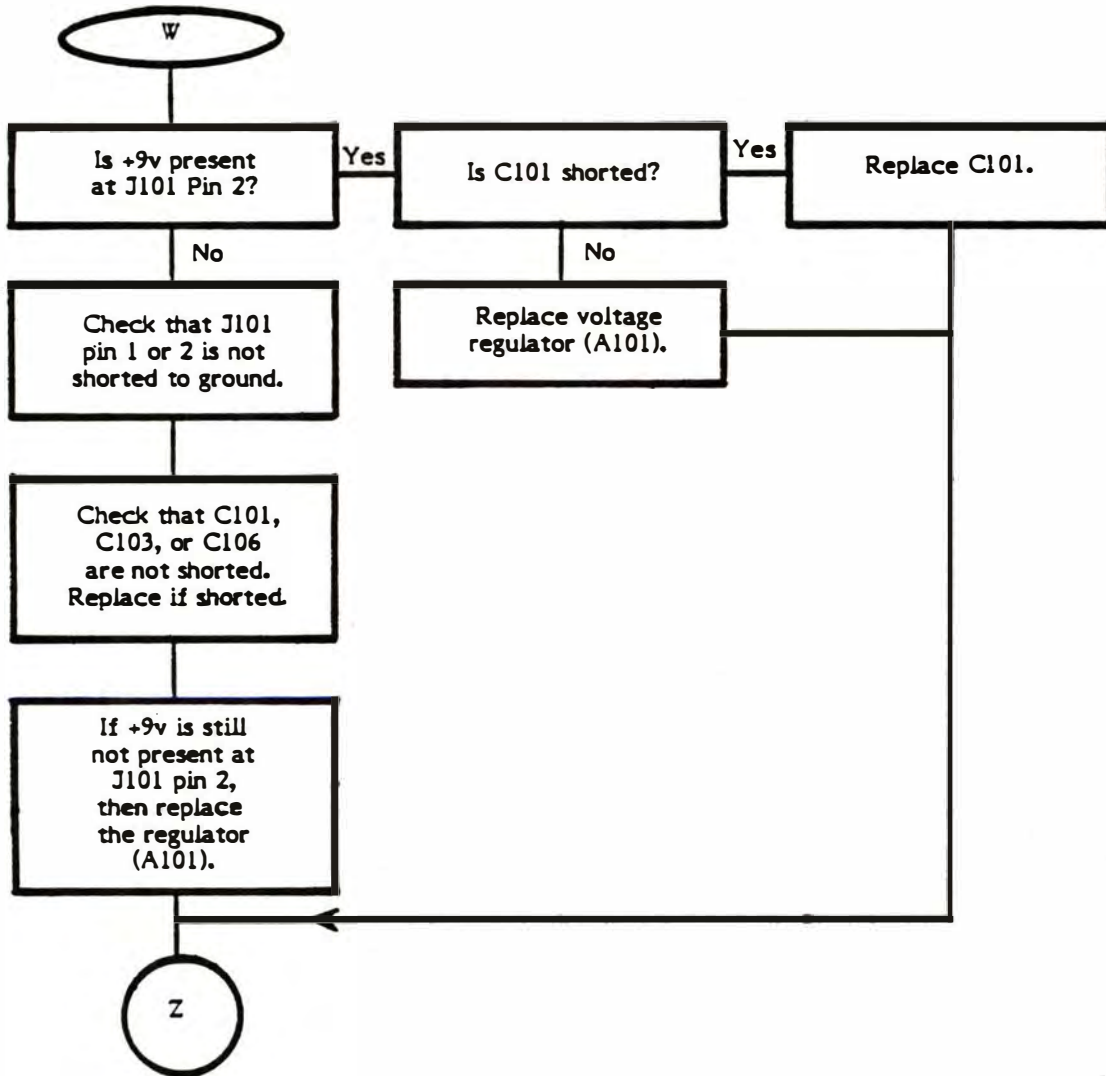 W
Is +9v present
at J101 Pin 2?
Yes
Is C101 shorted?
Yes
Replace C101.
No
No
Check that J101
pin 1 or 2 is not
shorted to ground.
Replace voltage
regulator (A101).
Check that C101,
C103, or C106
are not shorted.
Replace if shorted.
If +9v is still
not present at
J101 pin 2,
then replace
the regulator
(A101).
Z